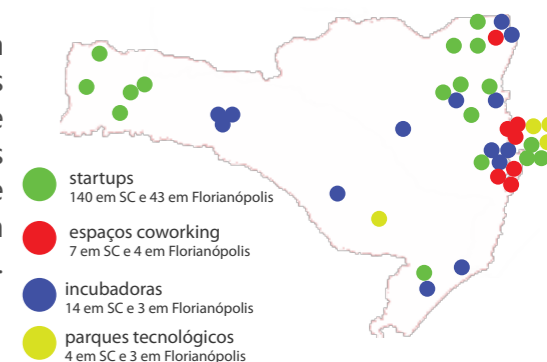 startups
140 em SC e 43 em Florianópolis
espaços coworking
7 em SC e 4 em Florianópolis
incubadoras
14 em SC e 3 em Florianópolis
parques tecnológicos
4 em SC e 3 em Florianópolis